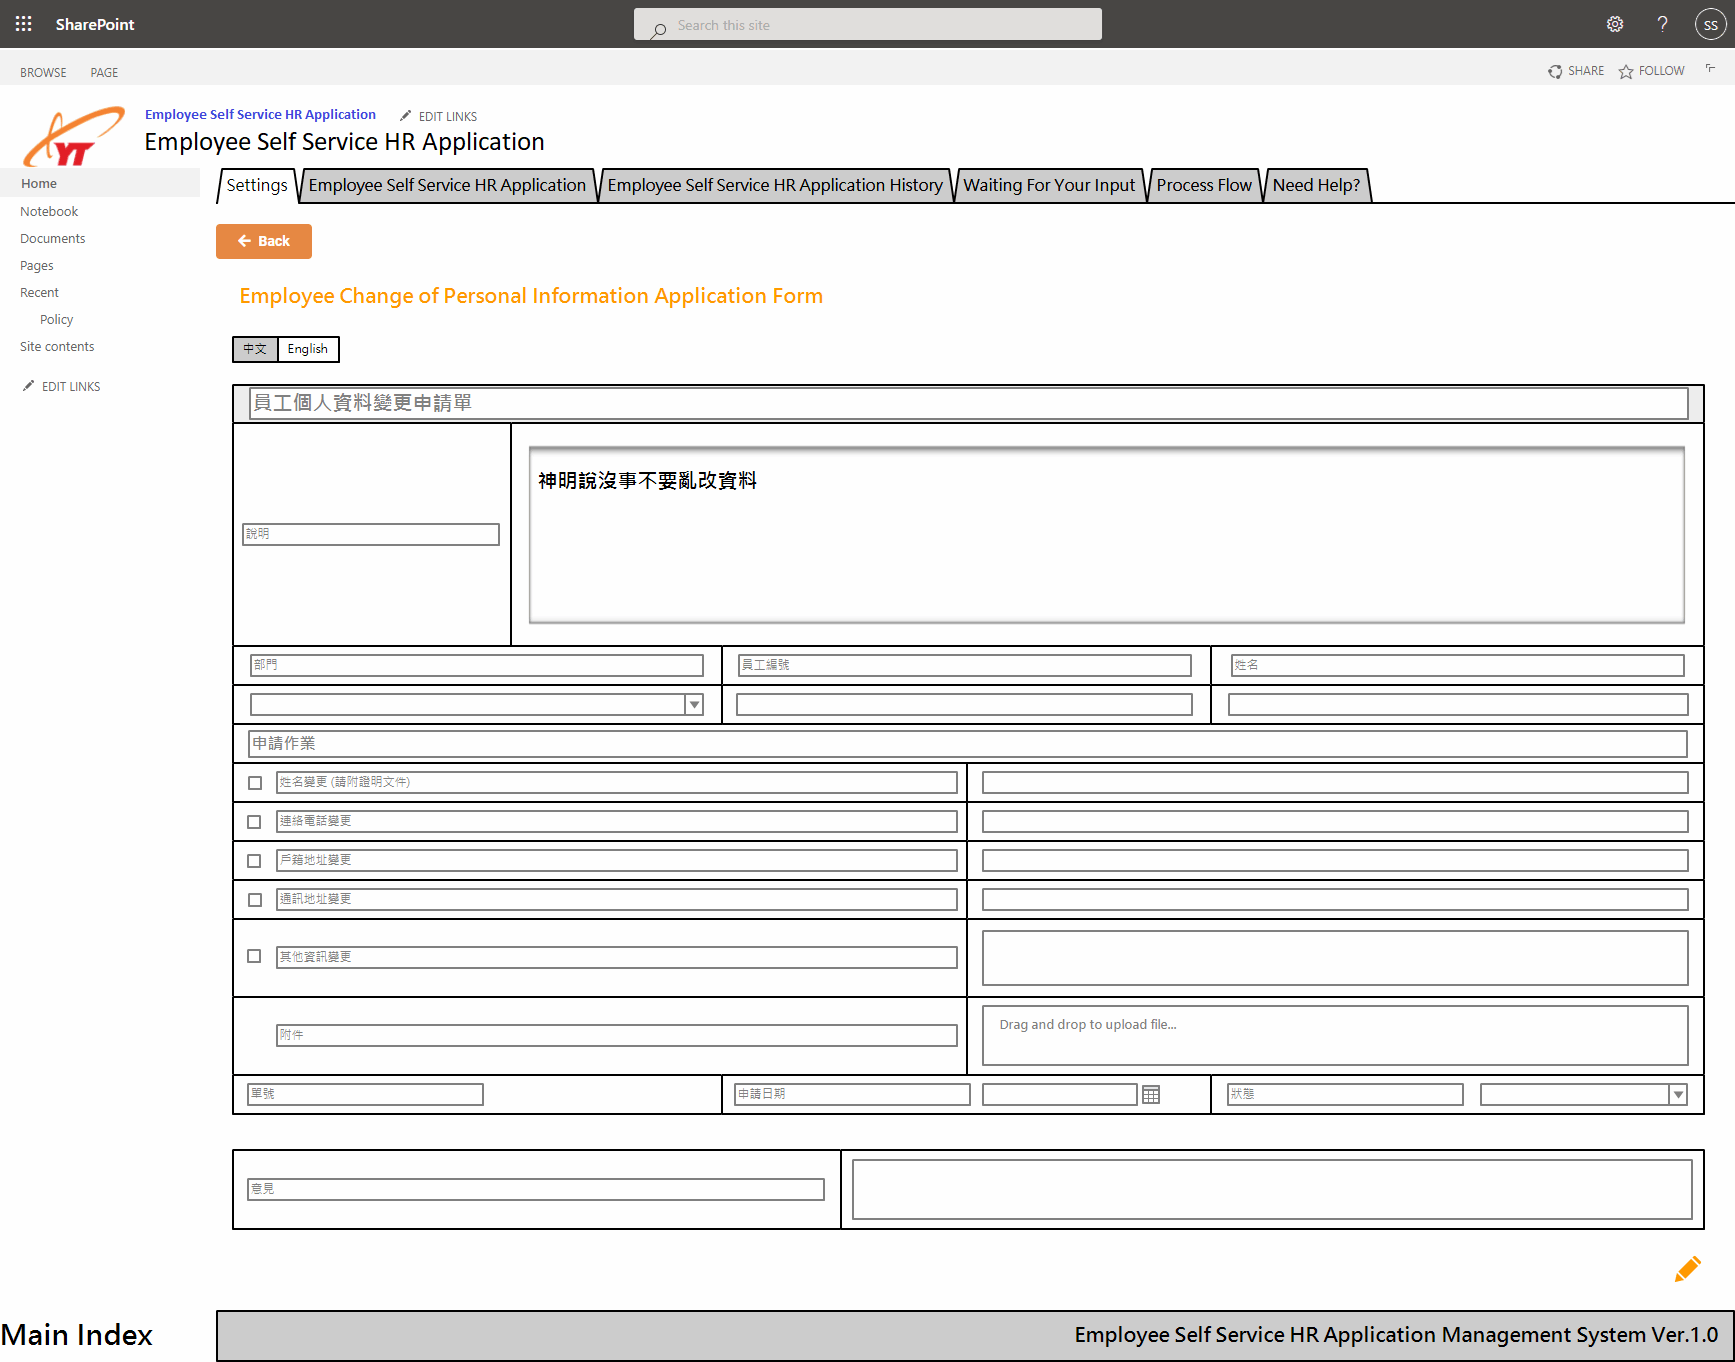 SharePoint
Search this site
?
SS
BROWSE
PAGE
SHARE
FOLLOW
YT
Employee Self Service HR Application
EDIT LINKS
Employee Self Service HR Application
Home
Notebook
Documents
Pages
Recent
Policy
Site contents
EDIT LINKS
Settings
Employee Self Service HR Application
Employee Self Service HR Application History
Waiting For Your Input
Process Flow
Need Help?
Back
Employee Change of Personal Information Application Form
中文
English
員工個人資料變更申請單
說明
神明說沒事不要亂改資料
部門
員工編號
姓名
申請作業
姓名變更 (請附證明文件)
連絡電話變更
戶籍地址變更
通訊地址變更
其他資訊變更
附件
Drag and drop to upload file...
單號
申請日期
狀態
意見
Main Index
Employee Self Service HR Application Management System Ver.1.0